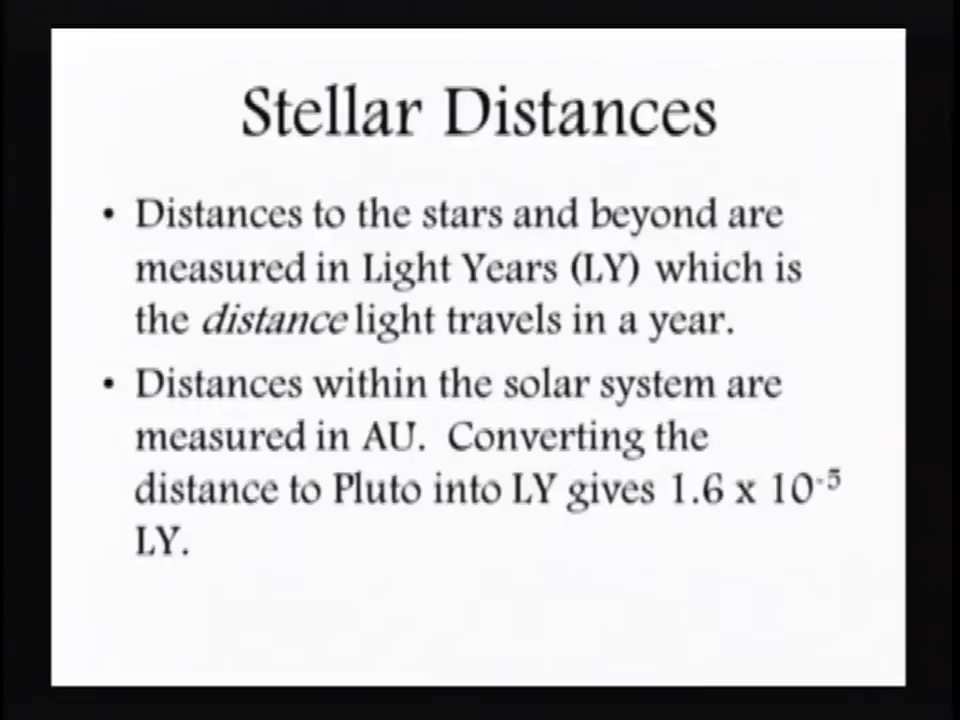 Stellar Distances
• Distances to the stars and beyond are
measured in Light Years (LY) which is
the distance light travels in a year.
• Distances within the solar system are
measured in AU.  Converting the
distance to Pluto into LY gives 1.6 x 10⁻⁵
LY.